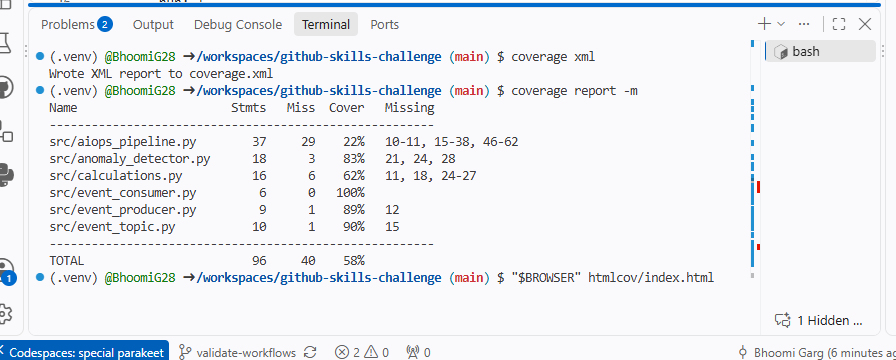 Problems 2 Output Debug Console Terminal Ports
bash
(.venv) @BhoomiG28 ➜/workspaces/github-skills-challenge (main) $ coverage xml
Wrote XML report to coverage.xml
(.venv) @BhoomiG28 ➜/workspaces/github-skills-challenge (main) $ coverage report -m
Name Stmts Miss Cover Missing
-----------------------------------------------------
src/aiops_pipeline.py 37 29 22% 10-11, 15-38, 46-62
src/anomaly_detector.py 18 3 83% 21, 24, 28
src/calculations.py 16 6 62% 11, 18, 24-27
src/event_consumer.py 6 0 100%
src/event_producer.py 9 1 89% 12
src/event_topic.py 10 1 90% 15
-----------------------------------------------------
TOTAL 96 40 58%
(.venv) @BhoomiG28 ➜/workspaces/github-skills-challenge (main) $ "$BROWSER" htmlcov/index.html
1 Hidden ...
1
Codespaces: special parakeet validate-workflows 2 0 0 Bhoomi Garg (6 minutes